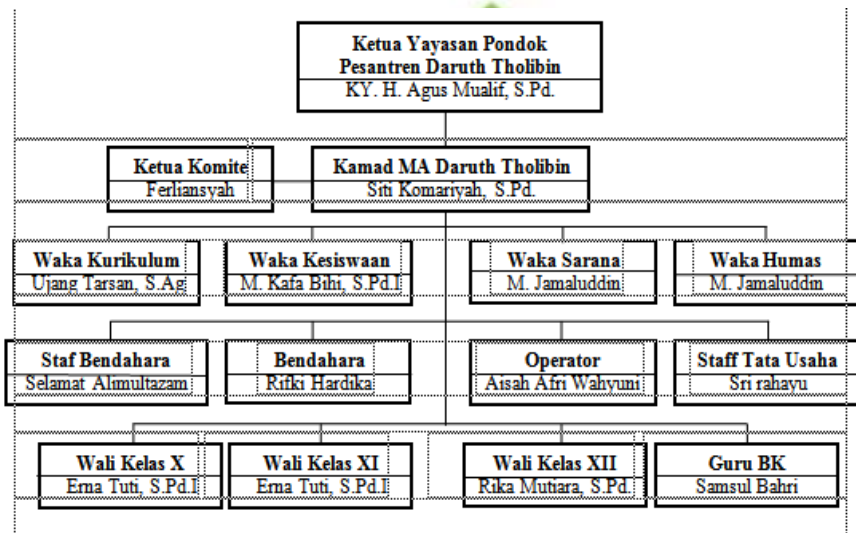 Ketua Yayasan Pondok
Pesantren Daruth Tholibin
KY. H. Agus Mualif, S.Pd.
Ketua Komite
Ferliansyah
Kamad MA Daruth Tholibin
Siti Komariyah, S.Pd.
Waka Kurikulum
Ujang Tarsan, S.Ag
Waka Kesiswaan
M. Kafa Bihi, S.Pd.I
Waka Sarana
M. Jamaluddin
Waka Humas
M. Jamaluddin
Staf Bendahara
Selamat Alimultazam
Bendahara
Rifki Hardika
Operator
Aisah Afri Wahyuni
Staff Tata Usaha
Sri rahayu
Wali Kelas X
Erna Tuti, S.Pd.I
Wali Kelas XI
Erna Tuti, S.Pd.I
Wali Kelas XII
Rika Mutiara, S.Pd.
Guru BK
Samsul Bahri